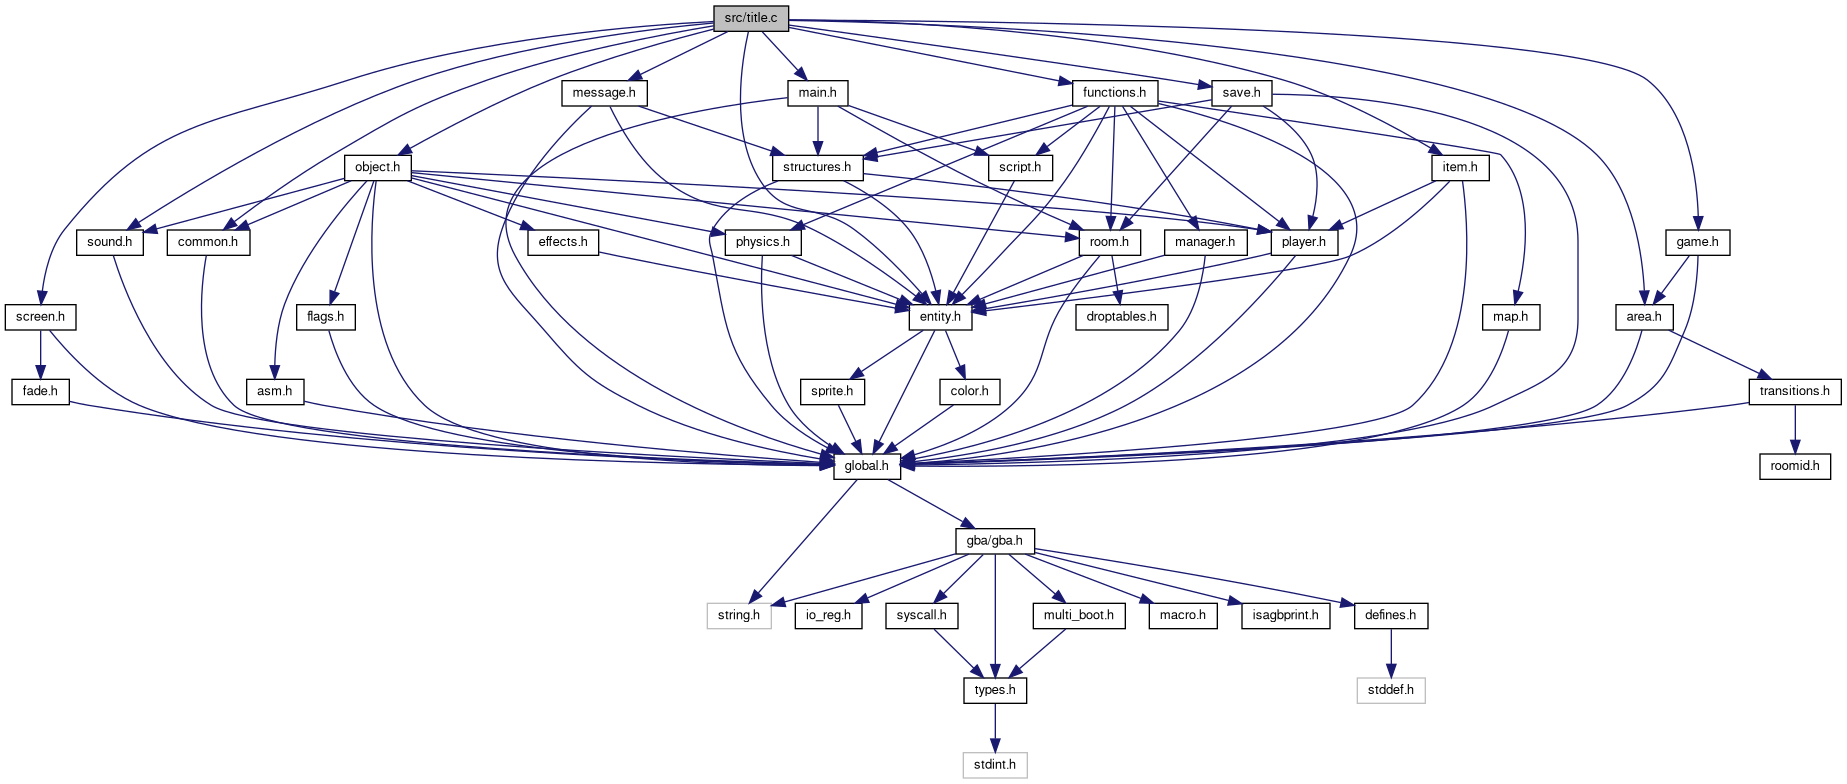 src/title.c
message.h
main.h
functions.h
save.h
object.h
structures.h
script.h
item.h
sound.h
common.h
effects.h
physics.h
room.h
manager.h
player.h
game.h
screen.h
flags.h
entity.h
droptables.h
map.h
area.h
fade.h
asm.h
sprite.h
color.h
transitions.h
global.h
roomid.h
gba/gba.h
string.h
io_reg.h
syscall.h
multi_boot.h
macro.h
isagbprint.h
defines.h
types.h
stddef.h
stdint.h